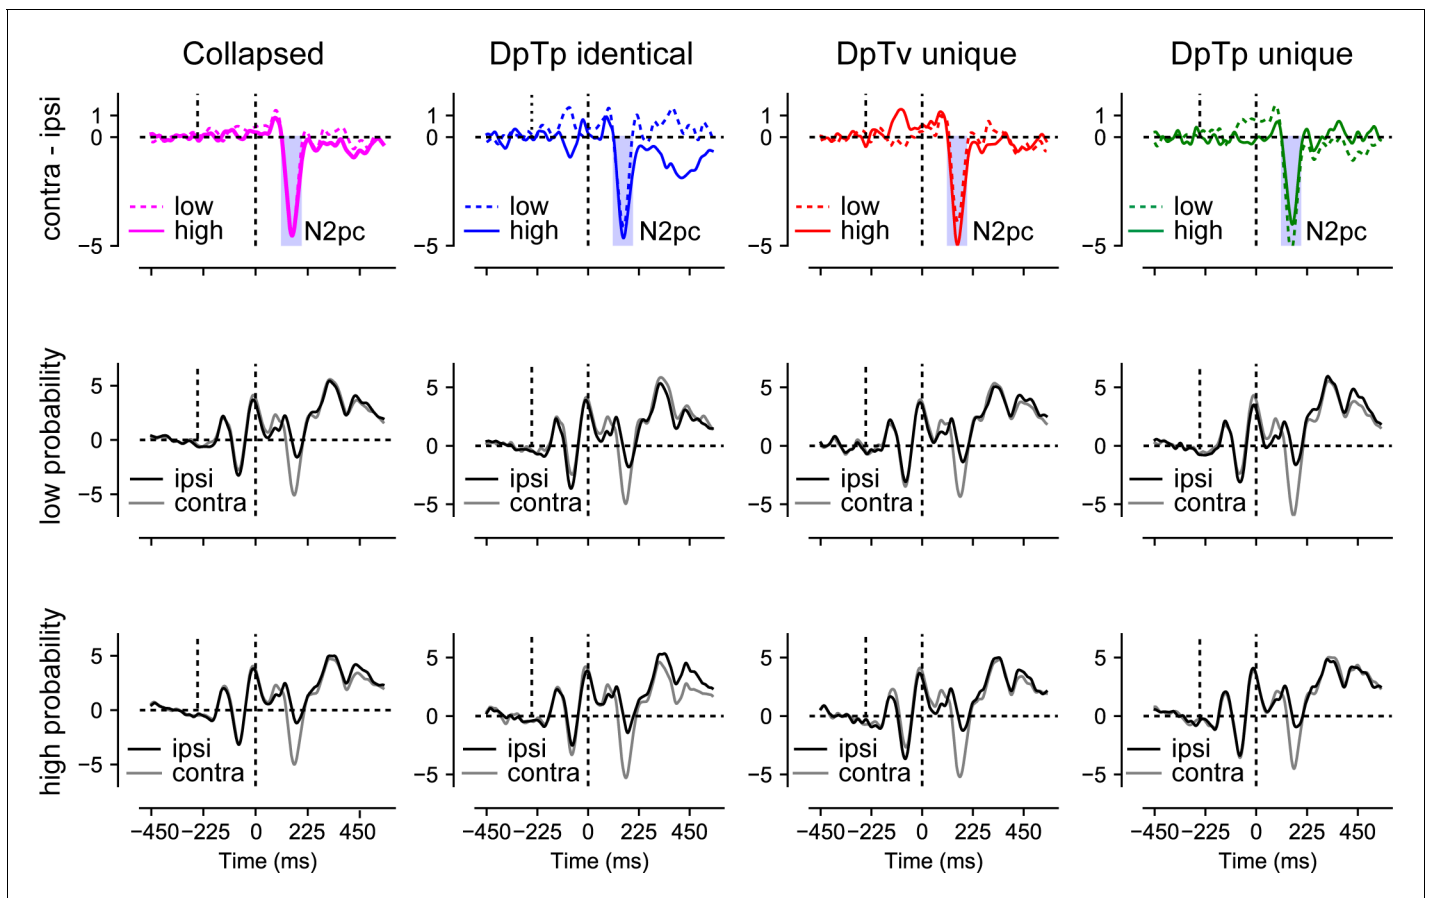 Collapsed DpTp identical DpTv unique DpTp unique
contra - ipsi
1 1 1 1
0 0 0 0
low low low low
high N2pc high N2pc high N2pc high N2pc
−5 −5 −5 −5
low probability
5 5 5 5
0 0 0 0
ipsi ipsi ipsi ipsi
−5 contra −5 contra −5 contra −5 contra
high probability
5 5 5 5
0 0 0 0
ipsi ipsi ipsi ipsi
−5 contra −5 contra −5 contra −5 contra
−450 −225 0 225 450 −450 −225 0 225 450 −450 −225 0 225 450 −450 −225 0 225 450
Time (ms) Time (ms) Time (ms) Time (ms)